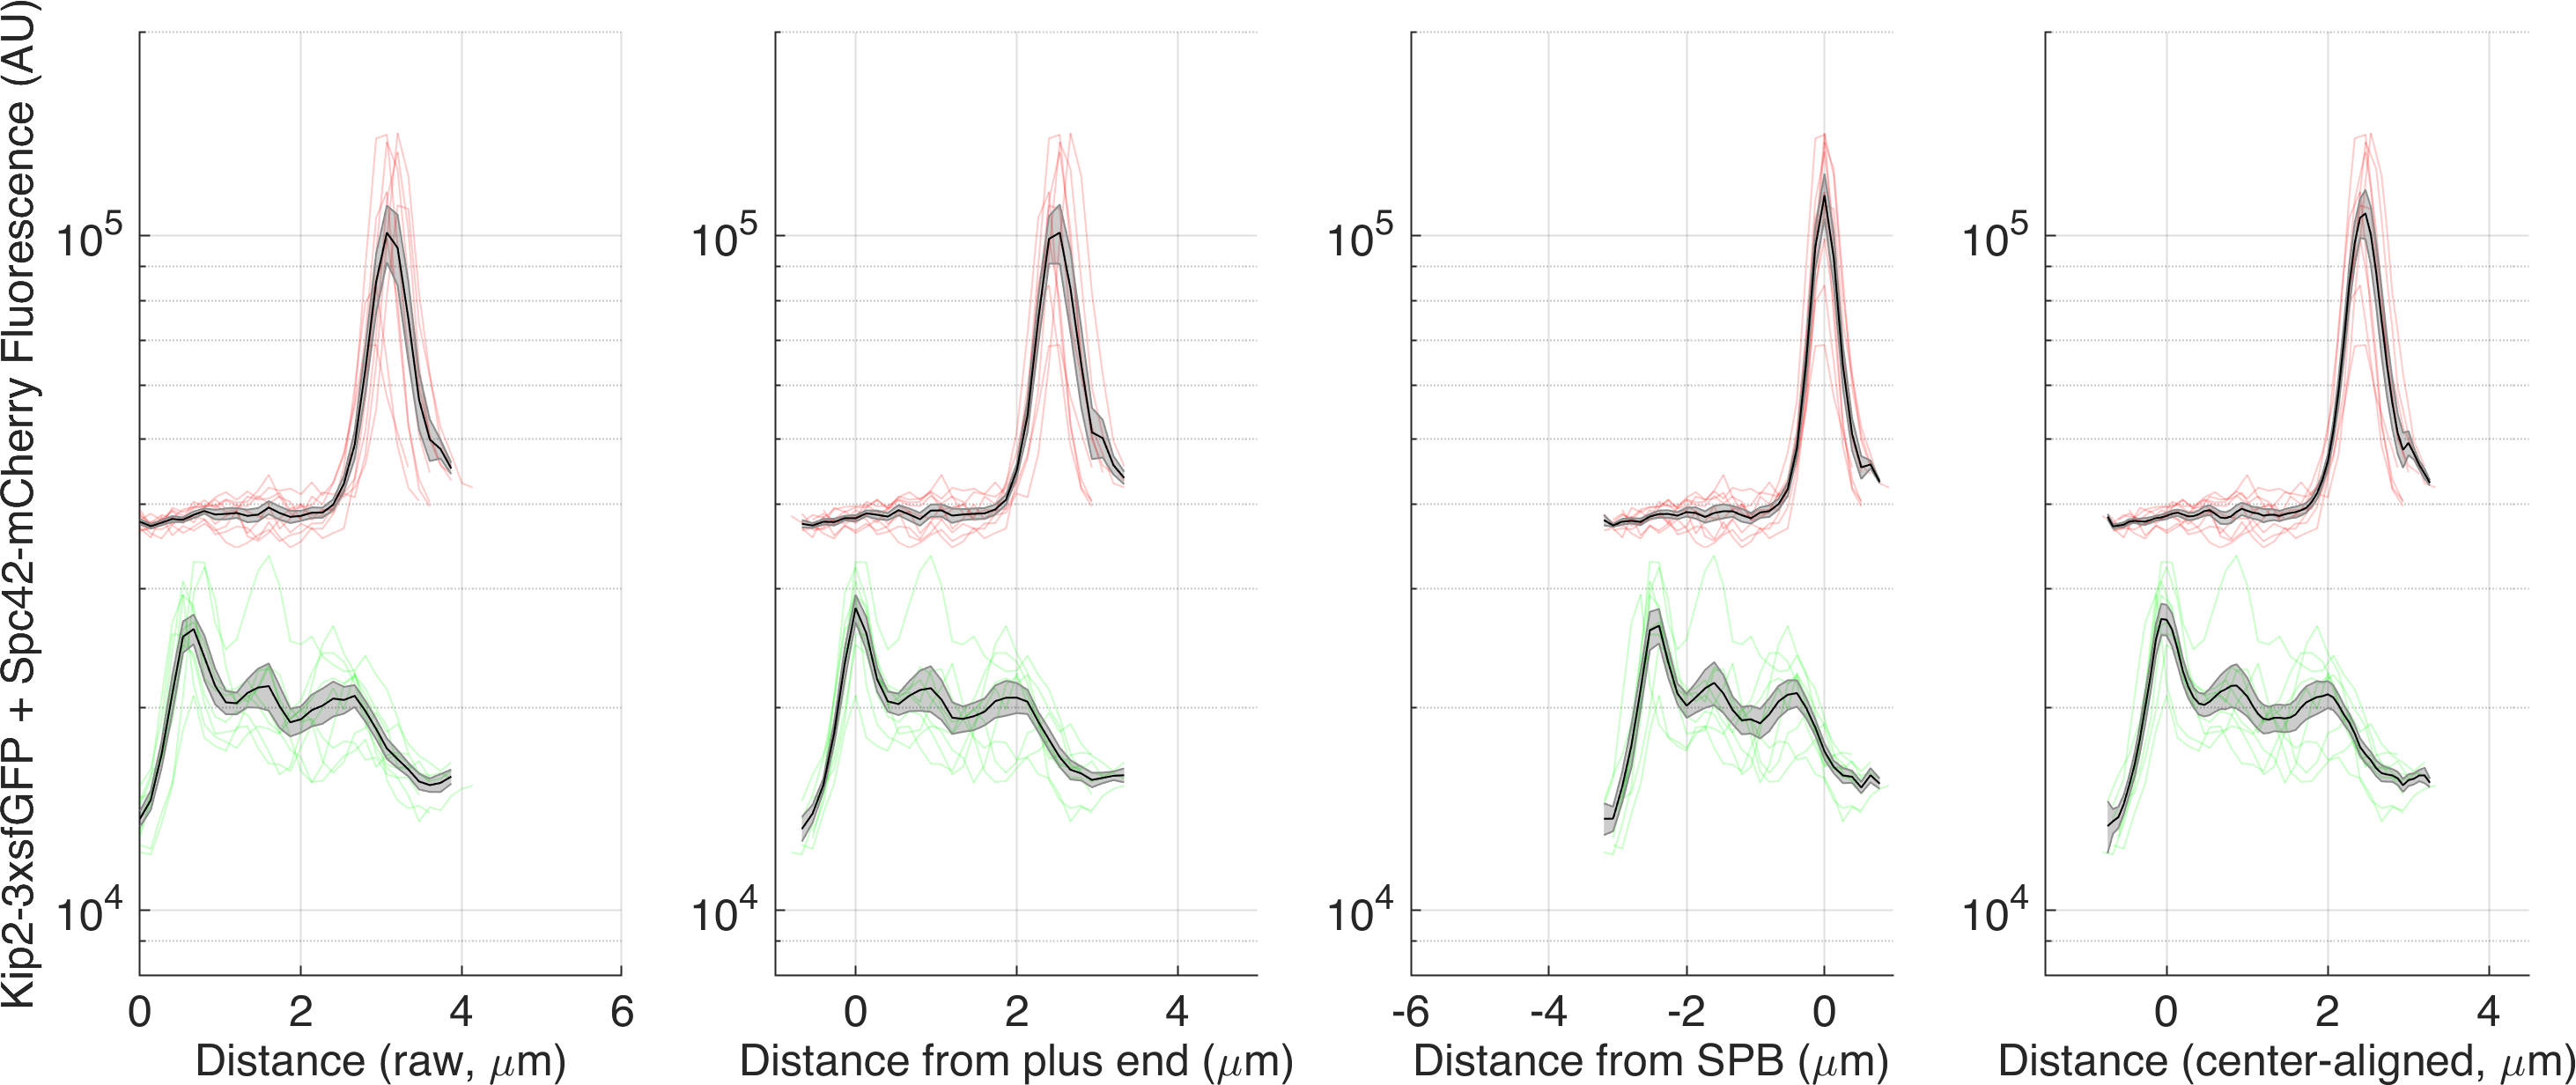 Kip2-3xsfGFP + Spc42-mCherry Fluorescence (AU)
10^5
10^4
0 2 4 6
Distance (raw, μm)
10^5
10^4
0 2 4
Distance from plus end (μm)
10^5
10^4
-6 -4 -2 0
Distance from SPB (μm)
10^5
10^4
0 2 4
Distance (center-aligned, μm)